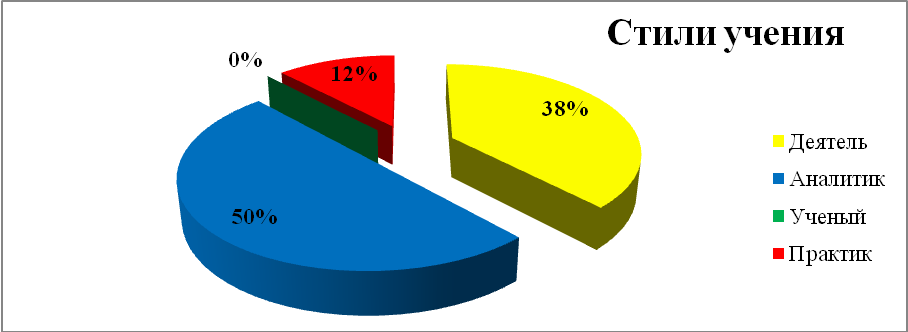 Стили учения
0%
12%
38%
50%
Деятель
Аналитик
Ученый
Практик